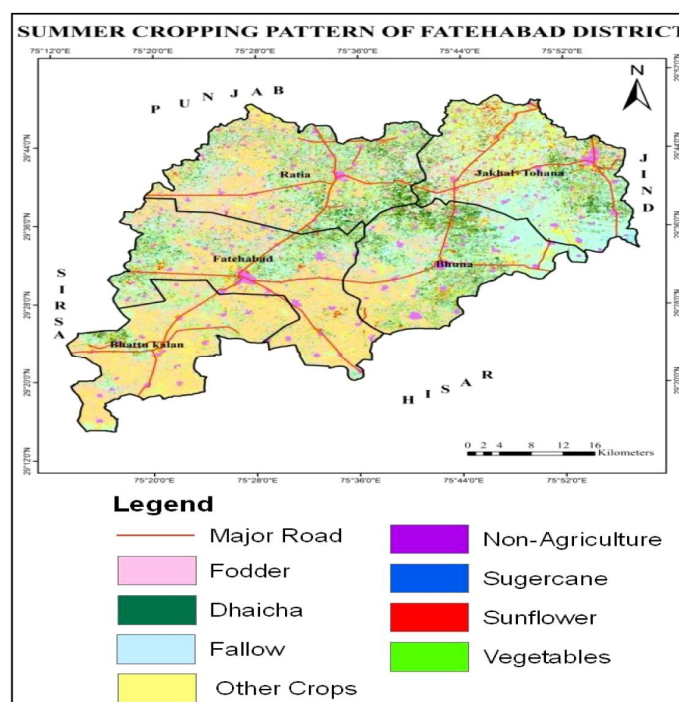 SUMMER CROPPING PATTERN OF FATEHABAD DISTRICT
75°12'0"E 75°20'0"E 75°28'0"E 75°36'0"E 75°44'0"E 75°52'0"E
N
PUNJAB
JIND
SIRSA
HISAR
29°44'0"N
29°36'0"N
29°28'0"N
29°20'0"N
29°12'0"N
Ratia
Jakhal-Tohana
Fatehabad
Bhuna
Bhattu kalan
0 2 4 8 12 16
Kilometers
75°20'0"E 75°28'0"E 75°36'0"E 75°44'0"E 75°52'0"E
Legend
Major Road
Fodder
Dhaicha
Fallow
Other Crops
Non-Agriculture
Sugercane
Sunflower
Vegetables